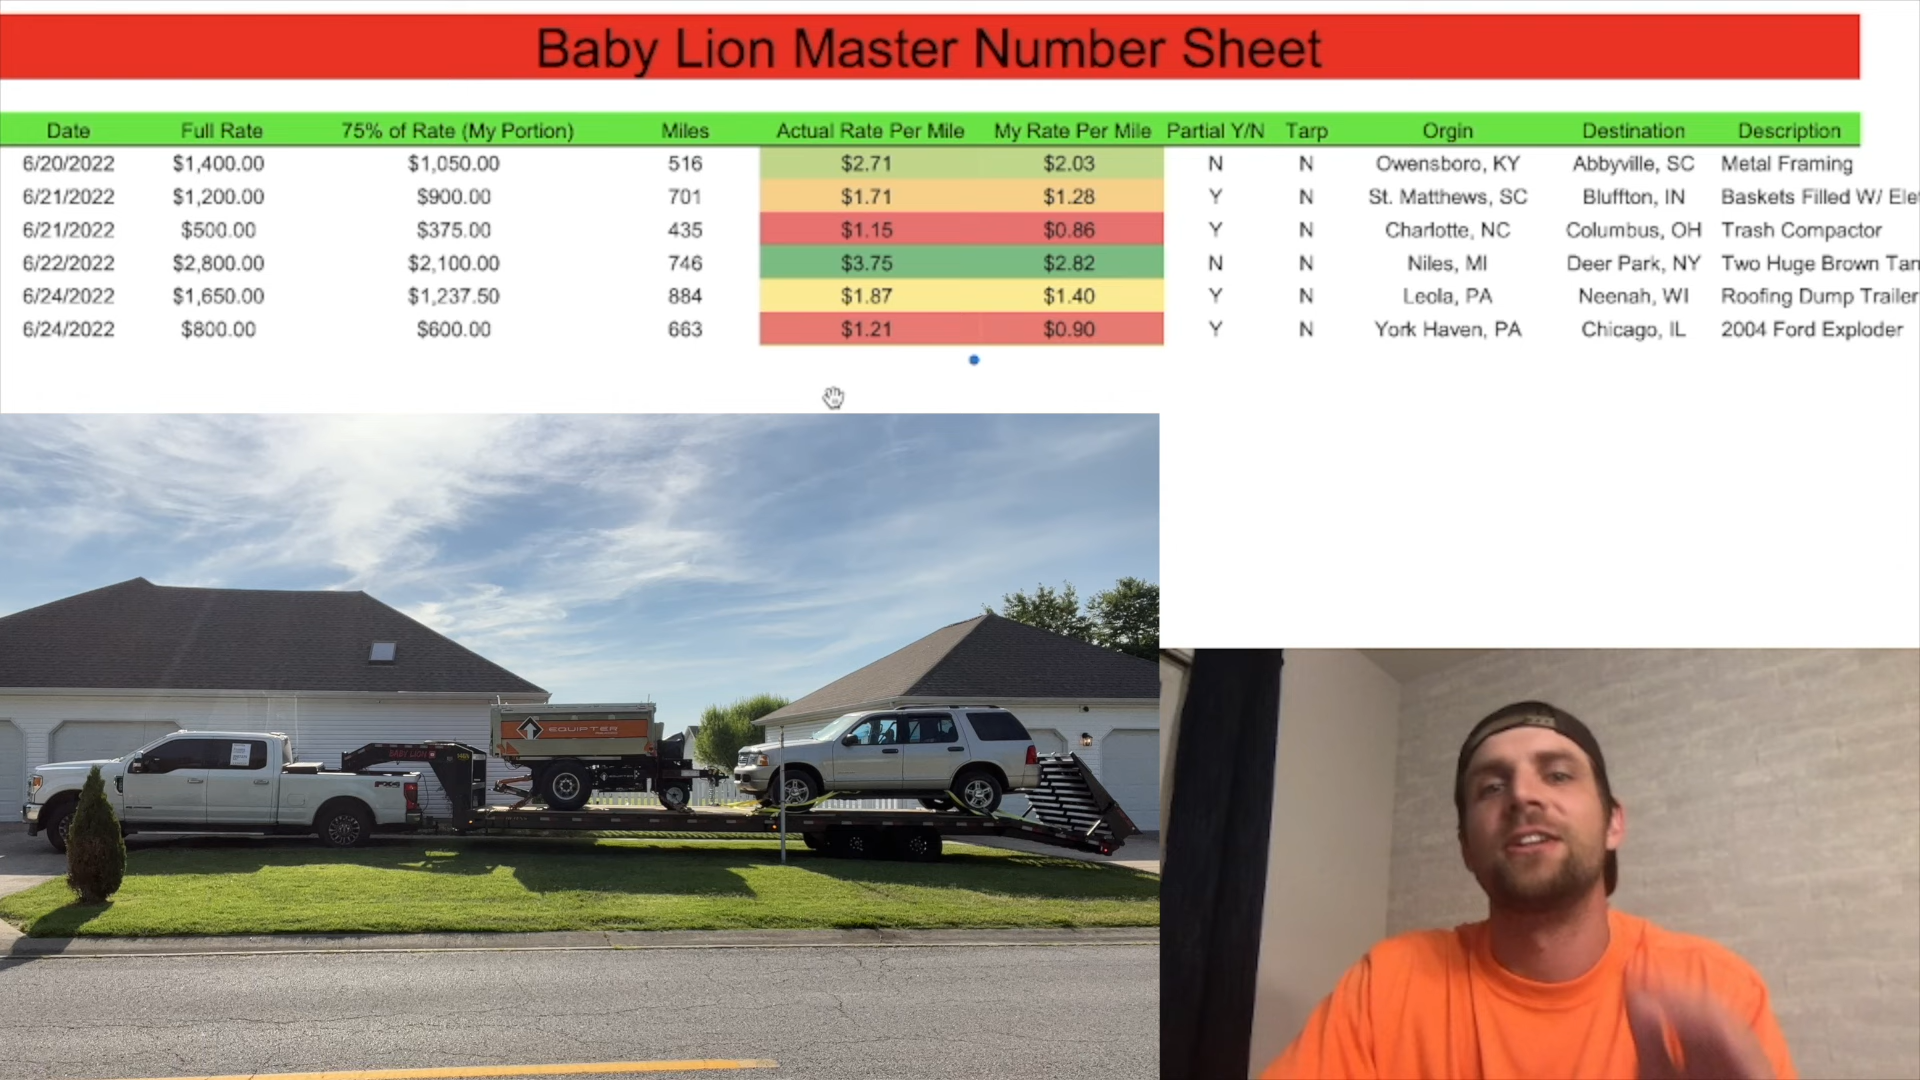 Baby Lion Master Number Sheet
Date Full Rate 75% of Rate (My Portion) Miles Actual Rate Per Mile My Rate Per Mile Partial Y/N Tarp Orgin Destination Description
6/20/2022 $1,400.00 $1,050.00 516 $2.71 $2.03 N N Owensboro, KY Abbyville, SC Metal Framing
6/21/2022 $1,200.00 $900.00 701 $1.71 $1.28 Y N St. Matthews, SC Bluffton, IN Baskets Filled W/ Ele
6/21/2022 $500.00 $375.00 435 $1.15 $0.86 Y N Charlotte, NC Columbus, OH Trash Compactor
6/22/2022 $2,800.00 $2,100.00 746 $3.75 $2.82 N N Niles, MI Deer Park, NY Two Huge Brown Tan
6/24/2022 $1,650.00 $1,237.50 884 $1.87 $1.40 Y N Leola, PA Neenah, WI Roofing Dump Trailer
6/24/2022 $800.00 $600.00 663 $1.21 $0.90 Y N York Haven, PA Chicago, IL 2004 Ford Exploder
EQUIPTER
BABY LION